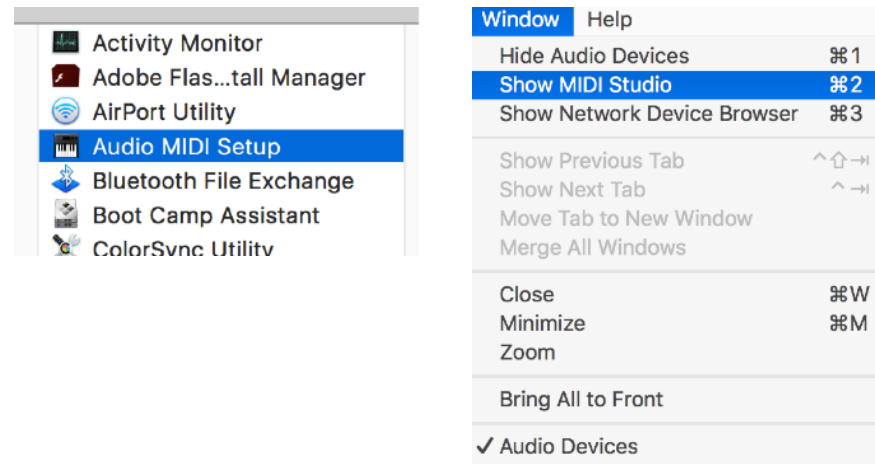 Activity Monitor
Adobe Flas...tall Manager
AirPort Utility
Audio MIDI Setup
Bluetooth File Exchange
Boot Camp Assistant
ColorSync Utility
Window Help
Hide Audio Devices ⌘1
Show MIDI Studio ⌘2
Show Network Device Browser ⌘3
Show Previous Tab ^⇧⇥
Show Next Tab ^⇥
Move Tab to New Window
Merge All Windows
Close ⌘W
Minimize ⌘M
Zoom
Bring All to Front
✓ Audio Devices